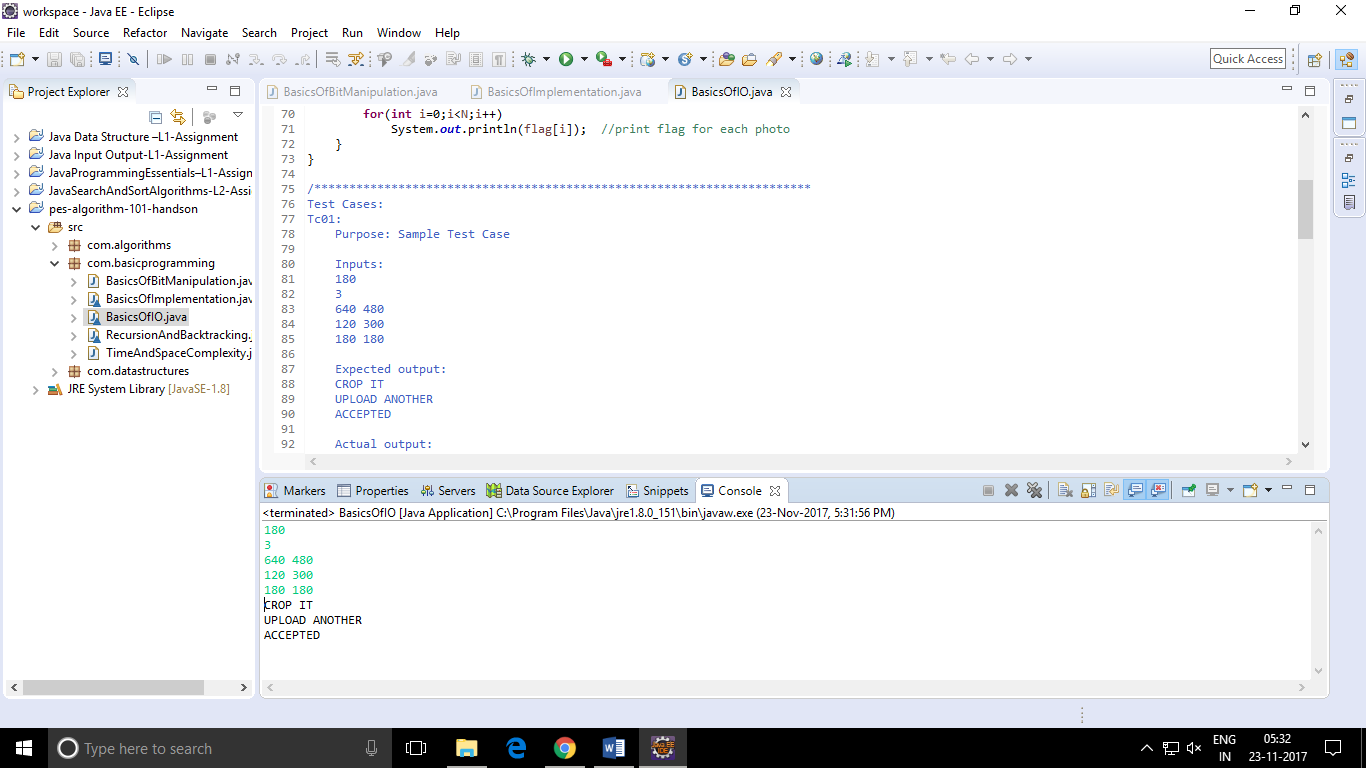 workspace - Java EE - Eclipse
File Edit Source Refactor Navigate Search Project Run Window Help
Quick Access
Project Explorer
Java Data Structure –L1-Assignment
Java Input Output-L1-Assignment
JavaProgrammingEssentials–L1-Assign
JavaSearchAndSortAlgorithms-L2-Assi
pes-algorithm-101-handson
src
com.algorithms
com.basicprogramming
BasicsOfBitManipulation.jav
BasicsOfImplementation.jav
BasicsOfIO.java
RecursionAndBacktracking.
TimeAndSpaceComplexity.j
com.datastructures
JRE System Library [JavaSE-1.8]
BasicsOfBitManipulation.java BasicsOfImplementation.java BasicsOfIO.java
70 for(int i=0;i<N;i++)
71 System.out.println(flag[i]); //print flag for each photo
72 }
73 }
74
75 /***********************************************************************
76 Test Cases:
77 Tc01:
78 Purpose: Sample Test Case
79
80 Inputs:
81 180
82 3
83 640 480
84 120 300
85 180 180
86
87 Expected output:
88 CROP IT
89 UPLOAD ANOTHER
90 ACCEPTED
91
92 Actual output:
Markers Properties Servers Data Source Explorer Snippets Console
<terminated> BasicsOfIO [Java Application] C:\Program Files\Java\jre1.8.0_151\bin\javaw.exe (23-Nov-2017, 5:31:56 PM)
180
3
640 480
120 300
180 180
CROP IT
UPLOAD ANOTHER
ACCEPTED
Type here to search
ENG
IN
05:32
23-11-2017